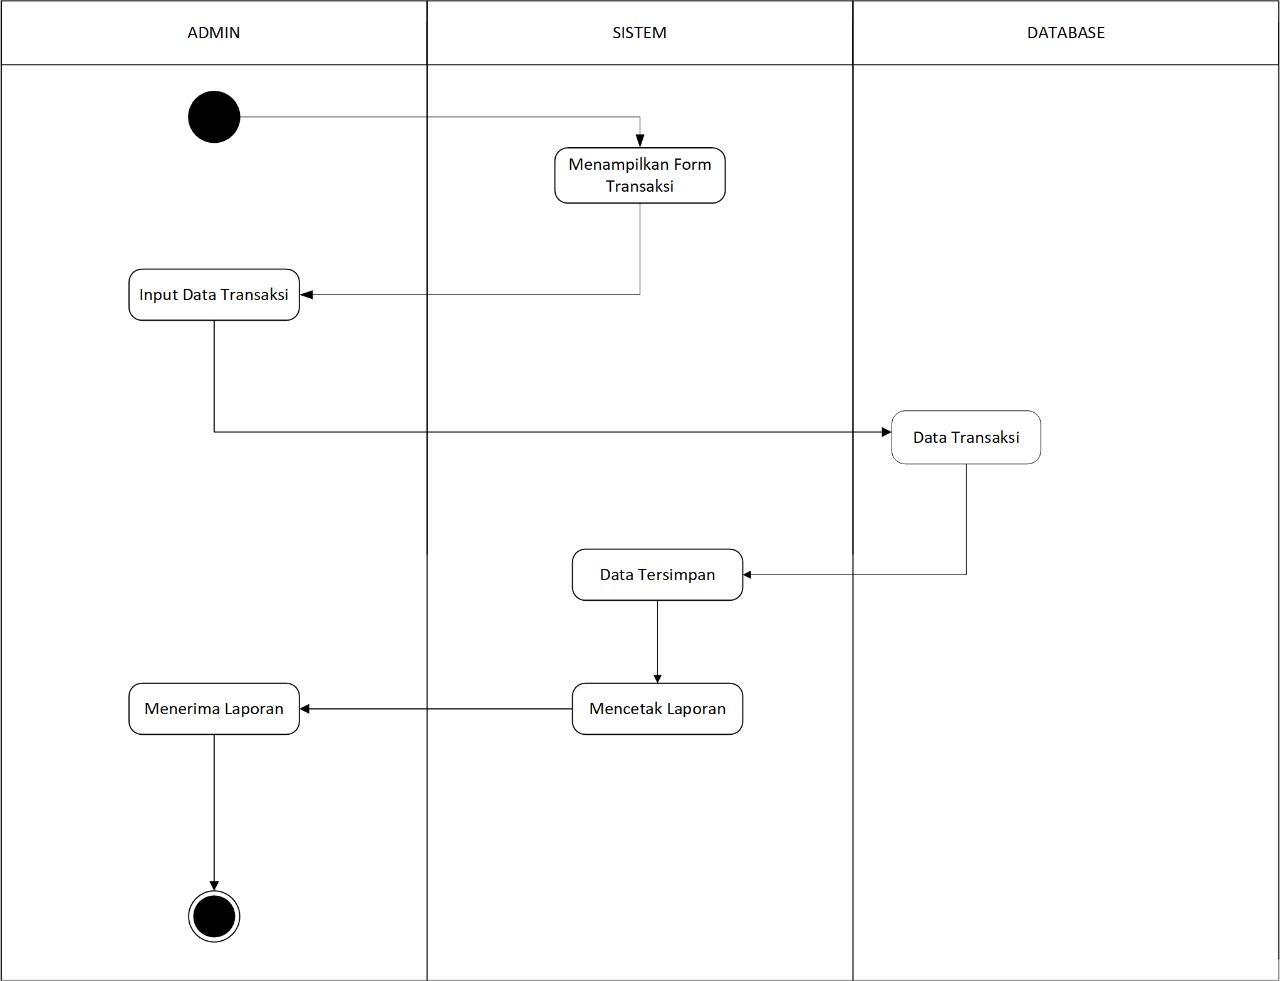 ADMIN
SISTEM
DATABASE
Menampilkan Form
Transaksi
Input Data Transaksi
Data Transaksi
Data Tersimpan
Menerima Laporan
Mencetak Laporan